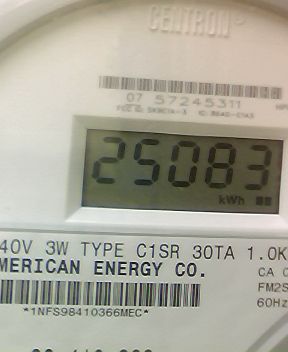 CENTRON
07 57245311
25083
kWh
40V 3W TYPE C1SR 30TA 1.0K
MERICAN ENERGY CO.
CA 0
FM2S
60Hz
*1NFS98410366MEC*